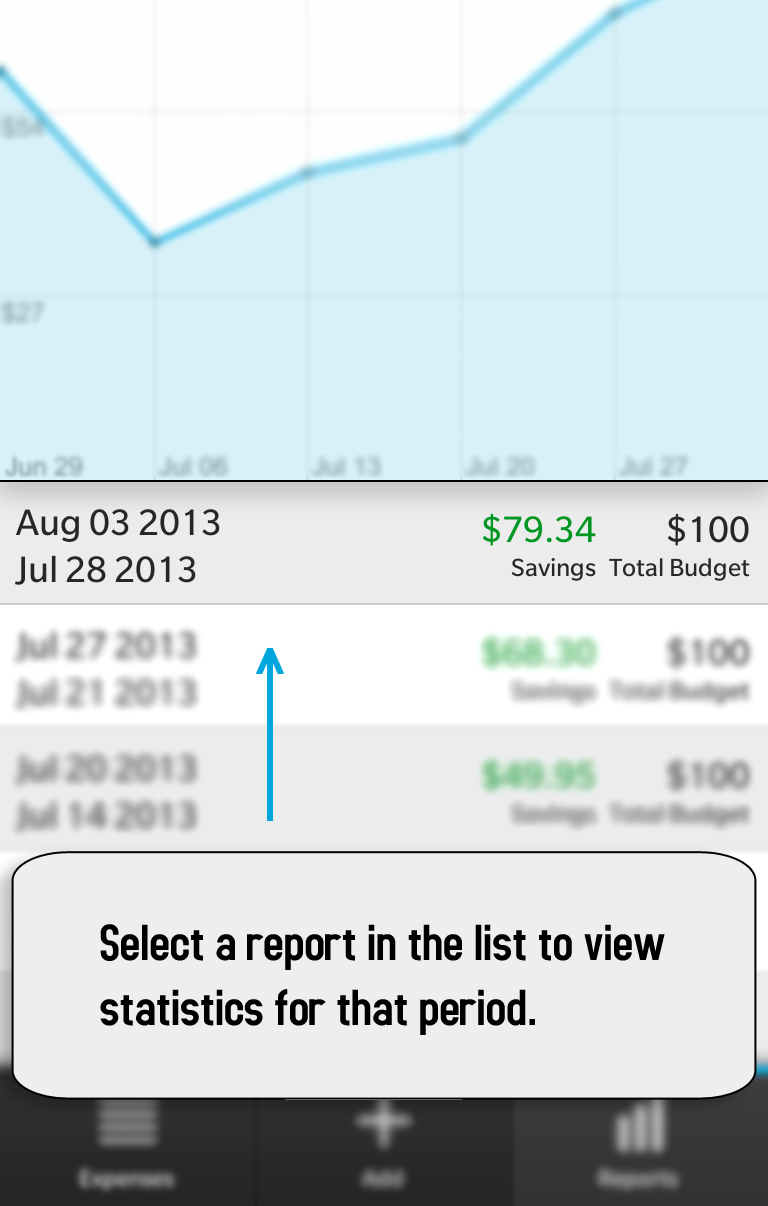 $54
$27
Jun 29 Jul 06 Jul 13 Jul 20 Jul 27
Aug 03 2013 $79.34 $100
Jul 28 2013 Savings Total Budget
Jul 27 2013 $68.30 $100
Jul 21 2013 Savings Total Budget
Jul 20 2013 $49.95 $100
Jul 14 2013 Savings Total Budget
Select a report in the list to view
statistics for that period.
Expenses Add Reports